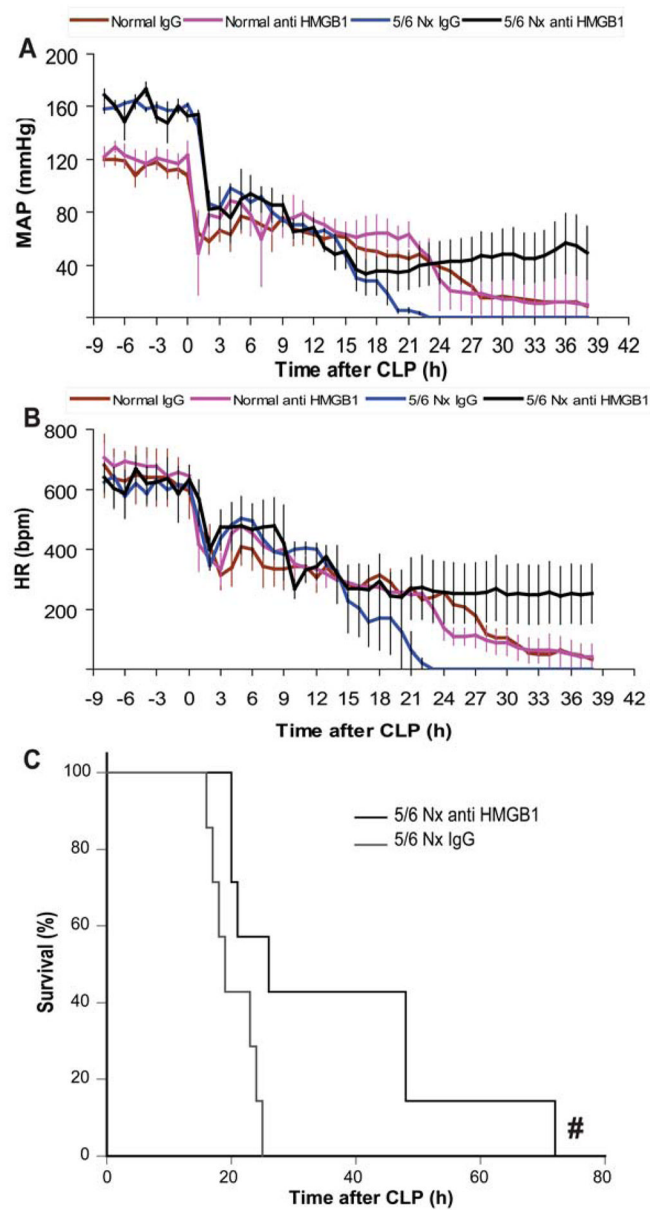 Normal IgG Normal anti HMGB1 5/6 Nx IgG 5/6 Nx anti HMGB1
A
200
160
120
80
40
MAP (mmHg)
-9 -6 -3 0 3 6 9 12 15 18 21 24 27 30 33 36 39 42
Time after CLP (h)
Normal IgG Normal anti HMGB1 5/6 Nx IgG 5/6 Nx anti HMGB1
B
800
600
400
200
HR (bpm)
-9 -6 -3 0 3 6 9 12 15 18 21 24 27 30 33 36 39 42
Time after CLP (h)
C
100
80
60
40
20
0
Survival (%)
5/6 Nx anti HMGB1
5/6 Nx IgG
#
0 20 40 60 80
Time after CLP (h)